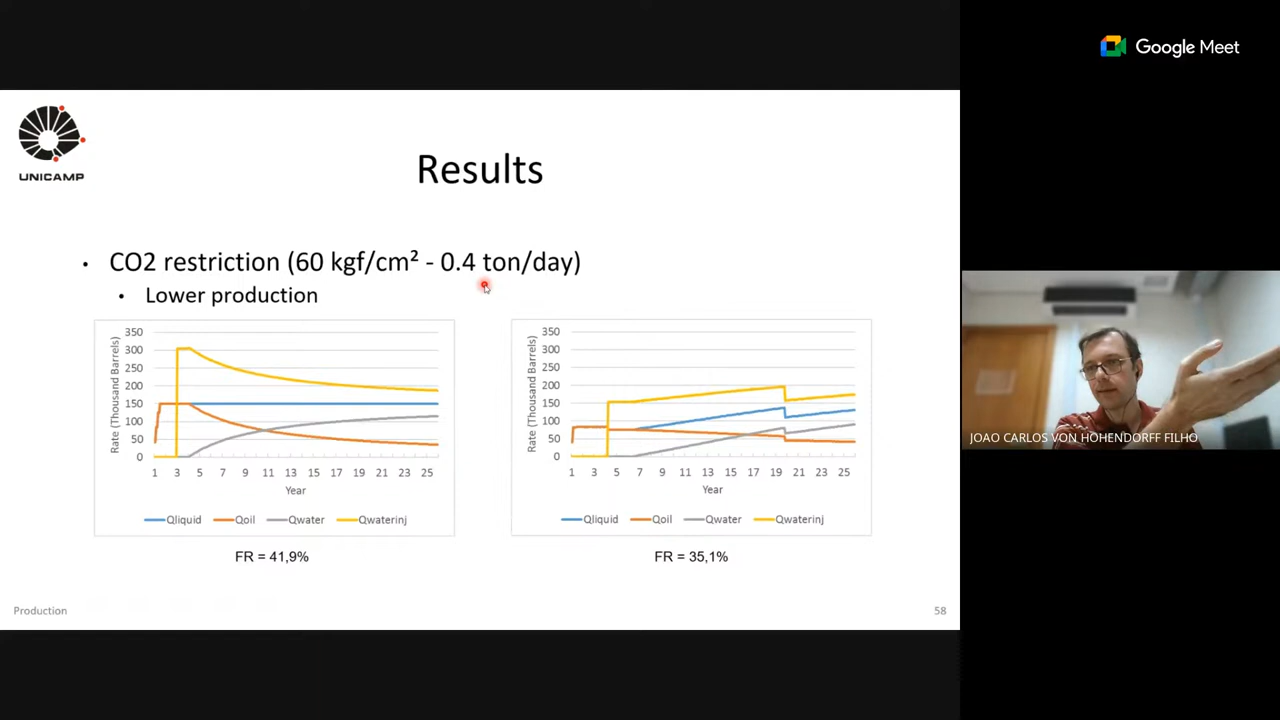 Google Meet
UNICAMP
Results
• CO2 restriction (60 kgf/cm² - 0.4 ton/day)
• Lower production
Rate (Thousand Barrels)
350
300
250
200
150
100
50
0
1 3 5 7 9 11 13 15 17 19 21 23 25
Year
Qliquid Qoil Qwater Qwaterinj
FR = 41,9%
Rate (Thousand Barrels)
350
300
250
200
150
100
50
0
1 3 5 7 9 11 13 15 17 19 21 23 25
Year
Qliquid Qoil Qwater Qwaterinj
FR = 35,1%
Production
58
JOAO CARLOS VON HOHENDORFF FILHO